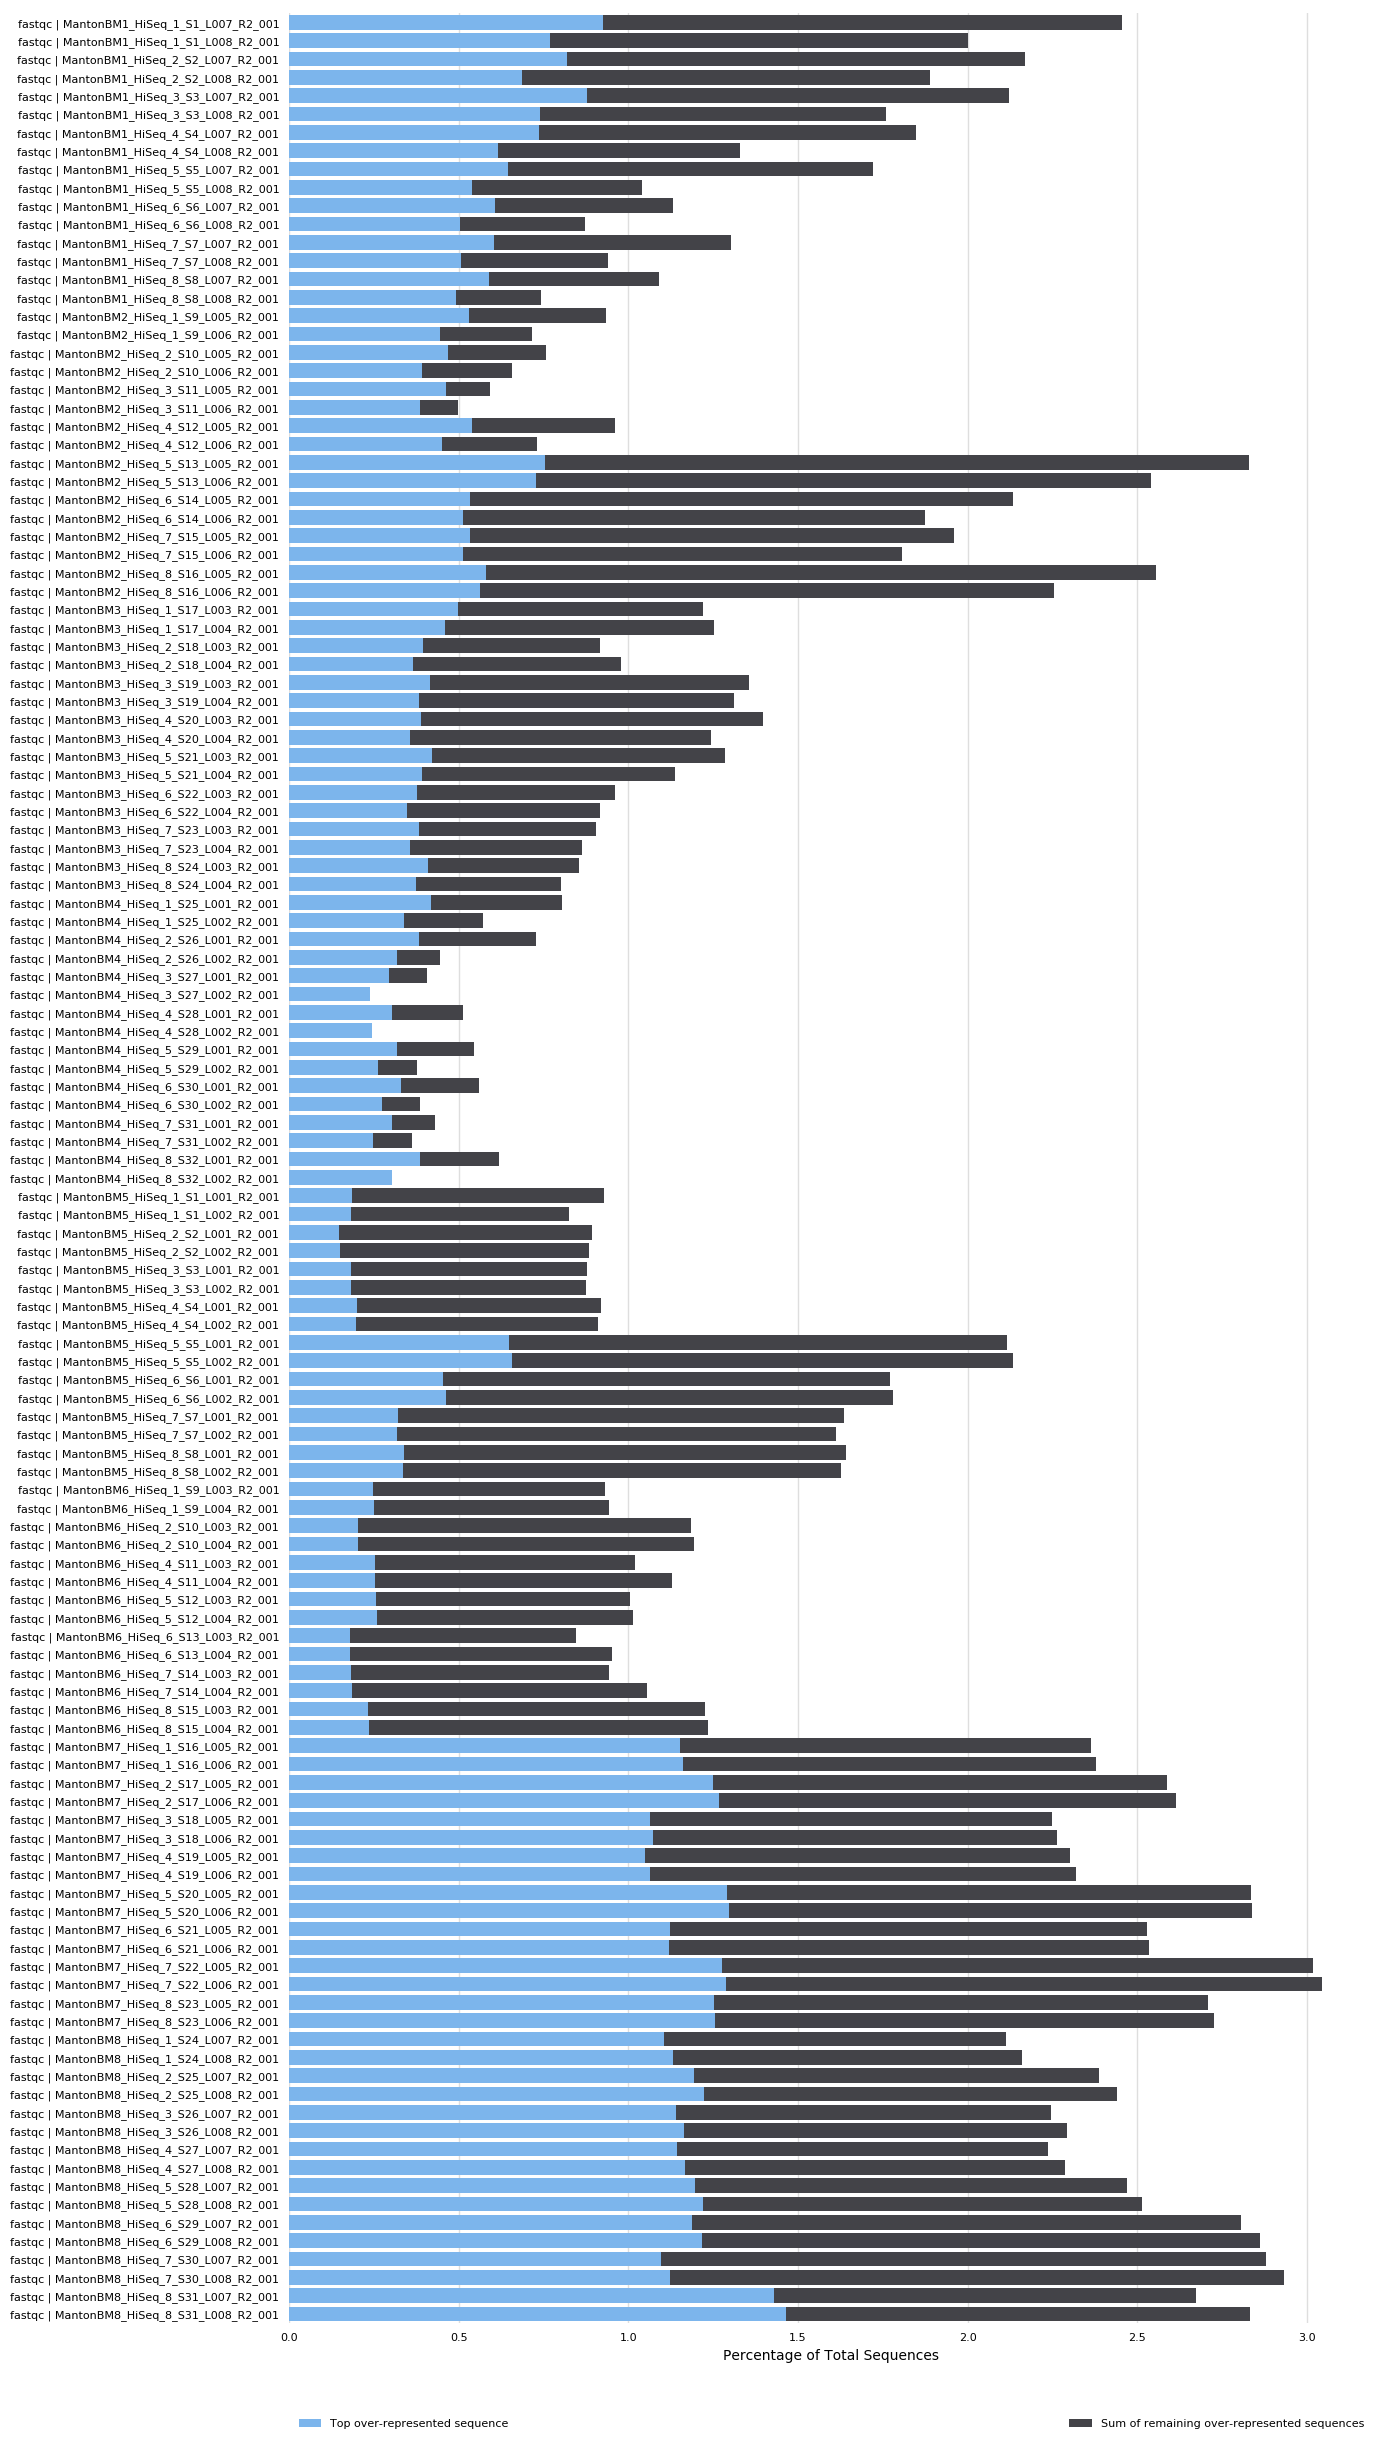 fastqc | MantonBM1_HiSeq_1_S1_L007_R2_001
fastqc | MantonBM1_HiSeq_1_S1_L008_R2_001
fastqc | MantonBM1_HiSeq_2_S2_L007_R2_001
fastqc | MantonBM1_HiSeq_2_S2_L008_R2_001
fastqc | MantonBM1_HiSeq_3_S3_L007_R2_001
fastqc | MantonBM1_HiSeq_3_S3_L008_R2_001
fastqc | MantonBM1_HiSeq_4_S4_L007_R2_001
fastqc | MantonBM1_HiSeq_4_S4_L008_R2_001
fastqc | MantonBM1_HiSeq_5_S5_L007_R2_001
fastqc | MantonBM1_HiSeq_5_S5_L008_R2_001
fastqc | MantonBM1_HiSeq_6_S6_L007_R2_001
fastqc | MantonBM1_HiSeq_6_S6_L008_R2_001
fastqc | MantonBM1_HiSeq_7_S7_L007_R2_001
fastqc | MantonBM1_HiSeq_7_S7_L008_R2_001
fastqc | MantonBM1_HiSeq_8_S8_L007_R2_001
fastqc | MantonBM1_HiSeq_8_S8_L008_R2_001
fastqc | MantonBM2_HiSeq_1_S9_L005_R2_001
fastqc | MantonBM2_HiSeq_1_S9_L006_R2_001
fastqc | MantonBM2_HiSeq_2_S10_L005_R2_001
fastqc | MantonBM2_HiSeq_2_S10_L006_R2_001
fastqc | MantonBM2_HiSeq_3_S11_L005_R2_001
fastqc | MantonBM2_HiSeq_3_S11_L006_R2_001
fastqc | MantonBM2_HiSeq_4_S12_L005_R2_001
fastqc | MantonBM2_HiSeq_4_S12_L006_R2_001
fastqc | MantonBM2_HiSeq_5_S13_L005_R2_001
fastqc | MantonBM2_HiSeq_5_S13_L006_R2_001
fastqc | MantonBM2_HiSeq_6_S14_L005_R2_001
fastqc | MantonBM2_HiSeq_6_S14_L006_R2_001
fastqc | MantonBM2_HiSeq_7_S15_L005_R2_001
fastqc | MantonBM2_HiSeq_7_S15_L006_R2_001
fastqc | MantonBM2_HiSeq_8_S16_L005_R2_001
fastqc | MantonBM2_HiSeq_8_S16_L006_R2_001
fastqc | MantonBM3_HiSeq_1_S17_L003_R2_001
fastqc | MantonBM3_HiSeq_1_S17_L004_R2_001
fastqc | MantonBM3_HiSeq_2_S18_L003_R2_001
fastqc | MantonBM3_HiSeq_2_S18_L004_R2_001
fastqc | MantonBM3_HiSeq_3_S19_L003_R2_001
fastqc | MantonBM3_HiSeq_3_S19_L004_R2_001
fastqc | MantonBM3_HiSeq_4_S20_L003_R2_001
fastqc | MantonBM3_HiSeq_4_S20_L004_R2_001
fastqc | MantonBM3_HiSeq_5_S21_L003_R2_001
fastqc | MantonBM3_HiSeq_5_S21_L004_R2_001
fastqc | MantonBM3_HiSeq_6_S22_L003_R2_001
fastqc | MantonBM3_HiSeq_6_S22_L004_R2_001
fastqc | MantonBM3_HiSeq_7_S23_L003_R2_001
fastqc | MantonBM3_HiSeq_7_S23_L004_R2_001
fastqc | MantonBM3_HiSeq_8_S24_L003_R2_001
fastqc | MantonBM3_HiSeq_8_S24_L004_R2_001
fastqc | MantonBM4_HiSeq_1_S25_L001_R2_001
fastqc | MantonBM4_HiSeq_1_S25_L002_R2_001
fastqc | MantonBM4_HiSeq_2_S26_L001_R2_001
fastqc | MantonBM4_HiSeq_2_S26_L002_R2_001
fastqc | MantonBM4_HiSeq_3_S27_L001_R2_001
fastqc | MantonBM4_HiSeq_3_S27_L002_R2_001
fastqc | MantonBM4_HiSeq_4_S28_L001_R2_001
fastqc | MantonBM4_HiSeq_4_S28_L002_R2_001
fastqc | MantonBM4_HiSeq_5_S29_L001_R2_001
fastqc | MantonBM4_HiSeq_5_S29_L002_R2_001
fastqc | MantonBM4_HiSeq_6_S30_L001_R2_001
fastqc | MantonBM4_HiSeq_6_S30_L002_R2_001
fastqc | MantonBM4_HiSeq_7_S31_L001_R2_001
fastqc | MantonBM4_HiSeq_7_S31_L002_R2_001
fastqc | MantonBM4_HiSeq_8_S32_L001_R2_001
fastqc | MantonBM4_HiSeq_8_S32_L002_R2_001
fastqc | MantonBM5_HiSeq_1_S1_L001_R2_001
fastqc | MantonBM5_HiSeq_1_S1_L002_R2_001
fastqc | MantonBM5_HiSeq_2_S2_L001_R2_001
fastqc | MantonBM5_HiSeq_2_S2_L002_R2_001
fastqc | MantonBM5_HiSeq_3_S3_L001_R2_001
fastqc | MantonBM5_HiSeq_3_S3_L002_R2_001
fastqc | MantonBM5_HiSeq_4_S4_L001_R2_001
fastqc | MantonBM5_HiSeq_4_S4_L002_R2_001
fastqc | MantonBM5_HiSeq_5_S5_L001_R2_001
fastqc | MantonBM5_HiSeq_5_S5_L002_R2_001
fastqc | MantonBM5_HiSeq_6_S6_L001_R2_001
fastqc | MantonBM5_HiSeq_6_S6_L002_R2_001
fastqc | MantonBM5_HiSeq_7_S7_L001_R2_001
fastqc | MantonBM5_HiSeq_7_S7_L002_R2_001
fastqc | MantonBM5_HiSeq_8_S8_L001_R2_001
fastqc | MantonBM5_HiSeq_8_S8_L002_R2_001
fastqc | MantonBM6_HiSeq_1_S9_L003_R2_001
fastqc | MantonBM6_HiSeq_1_S9_L004_R2_001
fastqc | MantonBM6_HiSeq_2_S10_L003_R2_001
fastqc | MantonBM6_HiSeq_2_S10_L004_R2_001
fastqc | MantonBM6_HiSeq_4_S11_L003_R2_001
fastqc | MantonBM6_HiSeq_4_S11_L004_R2_001
fastqc | MantonBM6_HiSeq_5_S12_L003_R2_001
fastqc | MantonBM6_HiSeq_5_S12_L004_R2_001
fastqc | MantonBM6_HiSeq_6_S13_L003_R2_001
fastqc | MantonBM6_HiSeq_6_S13_L004_R2_001
fastqc | MantonBM6_HiSeq_7_S14_L003_R2_001
fastqc | MantonBM6_HiSeq_7_S14_L004_R2_001
fastqc | MantonBM6_HiSeq_8_S15_L003_R2_001
fastqc | MantonBM6_HiSeq_8_S15_L004_R2_001
fastqc | MantonBM7_HiSeq_1_S16_L005_R2_001
fastqc | MantonBM7_HiSeq_1_S16_L006_R2_001
fastqc | MantonBM7_HiSeq_2_S17_L005_R2_001
fastqc | MantonBM7_HiSeq_2_S17_L006_R2_001
fastqc | MantonBM7_HiSeq_3_S18_L005_R2_001
fastqc | MantonBM7_HiSeq_3_S18_L006_R2_001
fastqc | MantonBM7_HiSeq_4_S19_L005_R2_001
fastqc | MantonBM7_HiSeq_4_S19_L006_R2_001
fastqc | MantonBM7_HiSeq_5_S20_L005_R2_001
fastqc | MantonBM7_HiSeq_5_S20_L006_R2_001
fastqc | MantonBM7_HiSeq_6_S21_L005_R2_001
fastqc | MantonBM7_HiSeq_6_S21_L006_R2_001
fastqc | MantonBM7_HiSeq_7_S22_L005_R2_001
fastqc | MantonBM7_HiSeq_7_S22_L006_R2_001
fastqc | MantonBM7_HiSeq_8_S23_L005_R2_001
fastqc | MantonBM7_HiSeq_8_S23_L006_R2_001
fastqc | MantonBM8_HiSeq_1_S24_L007_R2_001
fastqc | MantonBM8_HiSeq_1_S24_L008_R2_001
fastqc | MantonBM8_HiSeq_2_S25_L007_R2_001
fastqc | MantonBM8_HiSeq_2_S25_L008_R2_001
fastqc | MantonBM8_HiSeq_3_S26_L007_R2_001
fastqc | MantonBM8_HiSeq_3_S26_L008_R2_001
fastqc | MantonBM8_HiSeq_4_S27_L007_R2_001
fastqc | MantonBM8_HiSeq_4_S27_L008_R2_001
fastqc | MantonBM8_HiSeq_5_S28_L007_R2_001
fastqc | MantonBM8_HiSeq_5_S28_L008_R2_001
fastqc | MantonBM8_HiSeq_6_S29_L007_R2_001
fastqc | MantonBM8_HiSeq_6_S29_L008_R2_001
fastqc | MantonBM8_HiSeq_7_S30_L007_R2_001
fastqc | MantonBM8_HiSeq_7_S30_L008_R2_001
fastqc | MantonBM8_HiSeq_8_S31_L007_R2_001
fastqc | MantonBM8_HiSeq_8_S31_L008_R2_001
0.0 0.5 1.0 1.5 2.0 2.5 3.0
Percentage of Total Sequences
Top over-represented sequence Sum of remaining over-represented sequences